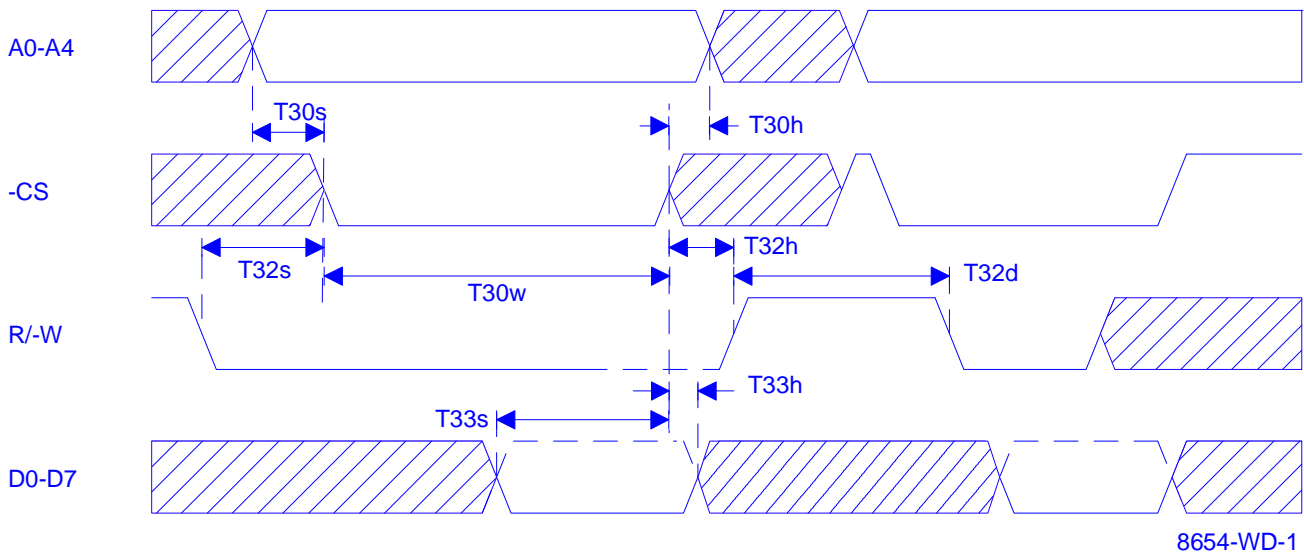 A0-A4
T30s
T30h
-CS
T32s
T30w
T32h
T32d
R/-W
T33h
T33s
D0-D7
8654-WD-1